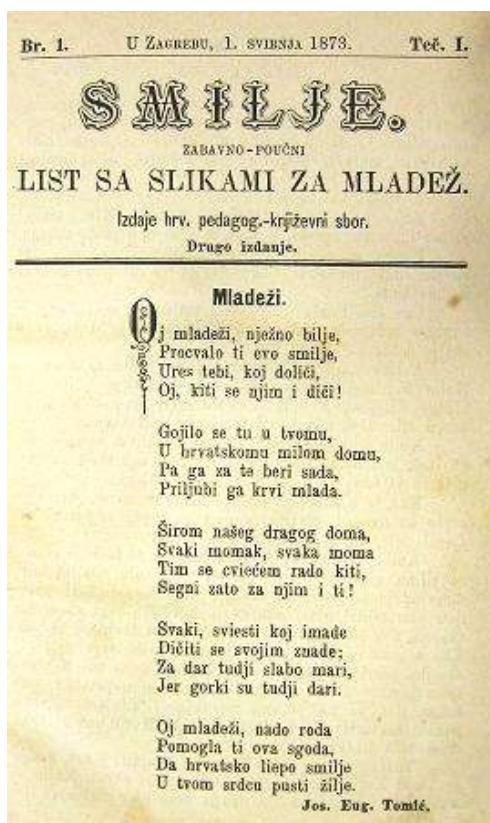 Br. 1. U Zagrebu, 1. svibnja 1873. Teč. I.
SMILJE.
ZABAVNO-POUČNI
LIST SA SLIKAMI ZA MLADEŽ.
Izdaje hrv. pedagog.-književni sbor.
Drugo izdanje.
Mladeži.
Oj mladeži, nježno bilje,
Procvalo ti evo smilje,
Ures tebi, koj doliči,
Oj, kiti se njim i diči!
Gojilo se tu u tvomu,
U hrvatskomu milom domu,
Pa ga za te beri sada,
Priljubi ga krvi mlada.
Širom našeg dragog doma,
Svaki momak, svaka moma
Tim se cviećem rado kiti,
Segni zato za njim i ti!
Svaki, sviesti koj imade
Dičiti se svojim znade;
Za dar tudji slabo mari,
Jer gorki su tudji dari.
Oj mladeži, nado roda
Pomogla ti ova sgoda,
Da hrvatsko liepo smilje
U tvom srdcu pusti žilje.
Jos. Eug. Tomić.